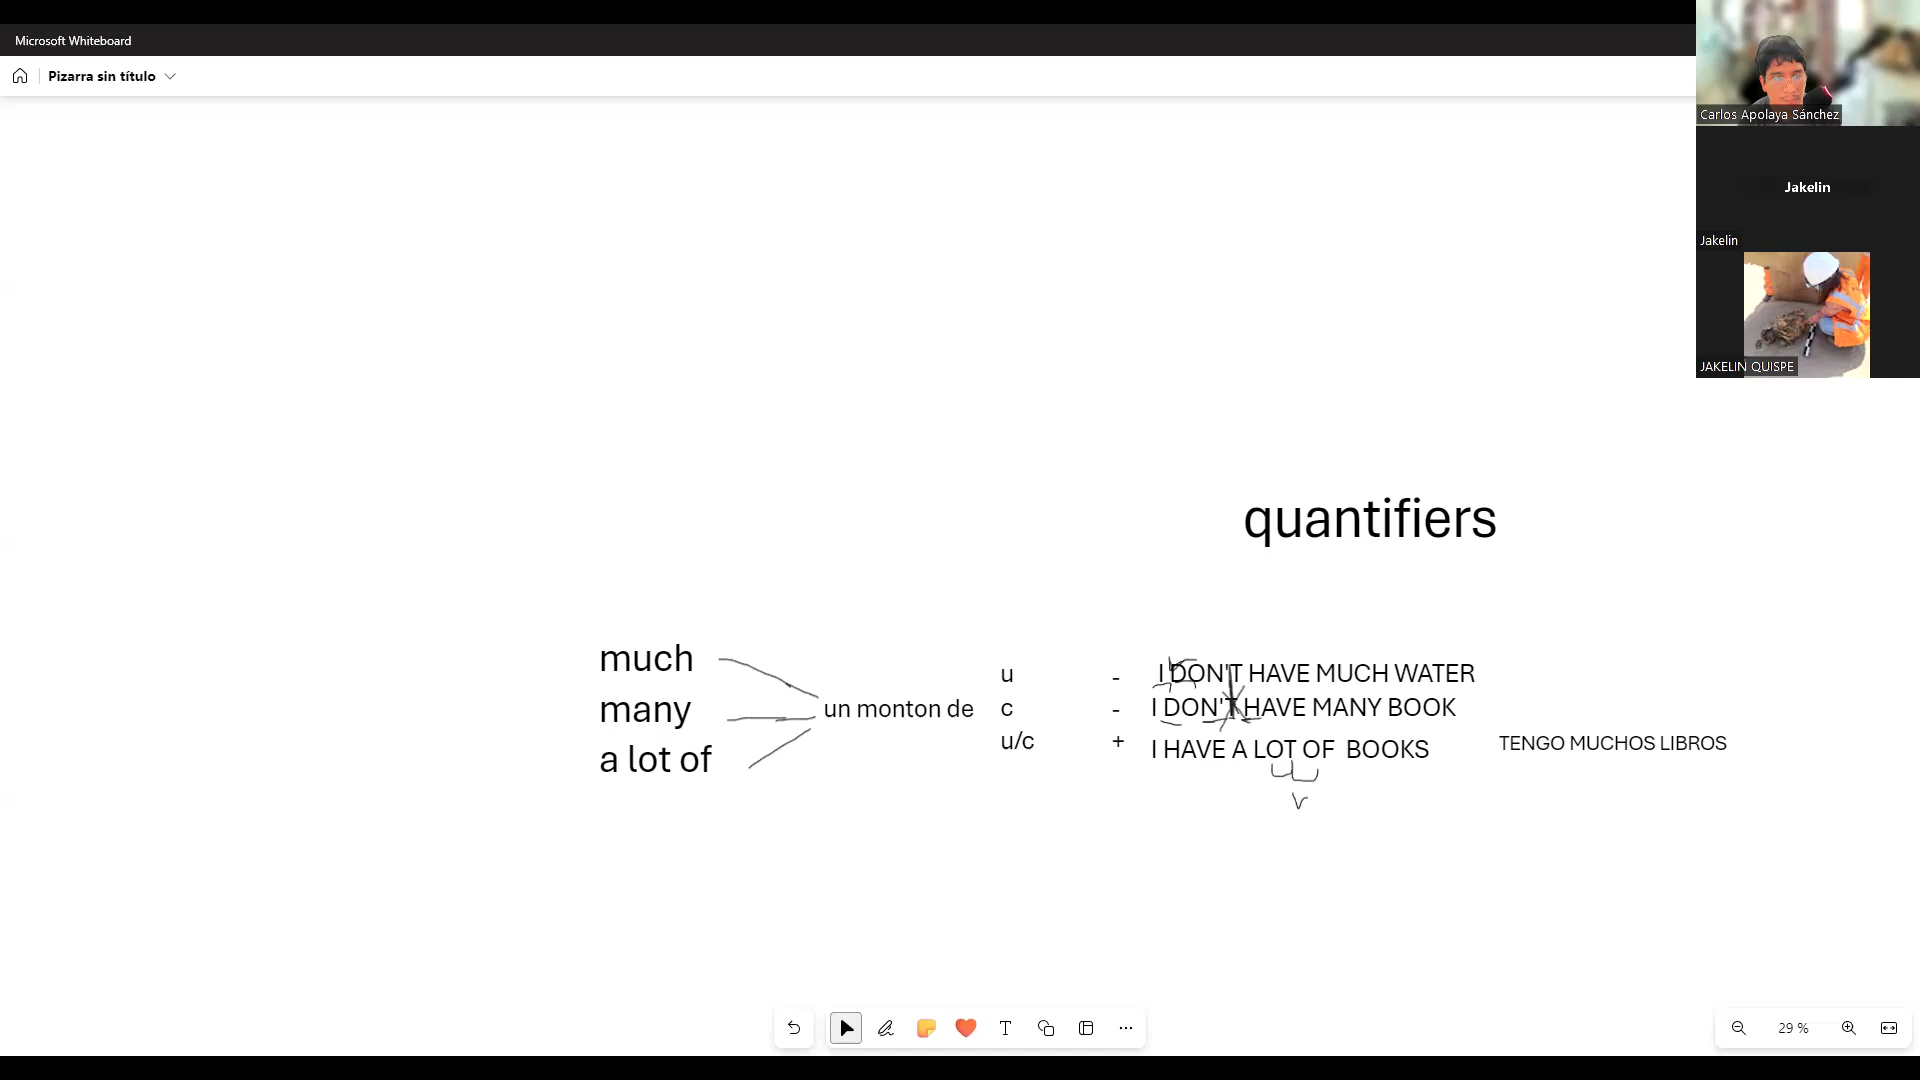 Microsoft Whiteboard
Pizarra sin título
Carlos Apolaya Sánchez
Jakelin
Jakelin
JAKELIN QUISPE
quantifiers
much
many
a lot of
un monton de
u - I DON'T HAVE MUCH WATER
c - I DON'T HAVE MANY BOOK
u/c + I HAVE A LOT OF BOOKS
TENGO MUCHOS LIBROS
29 %